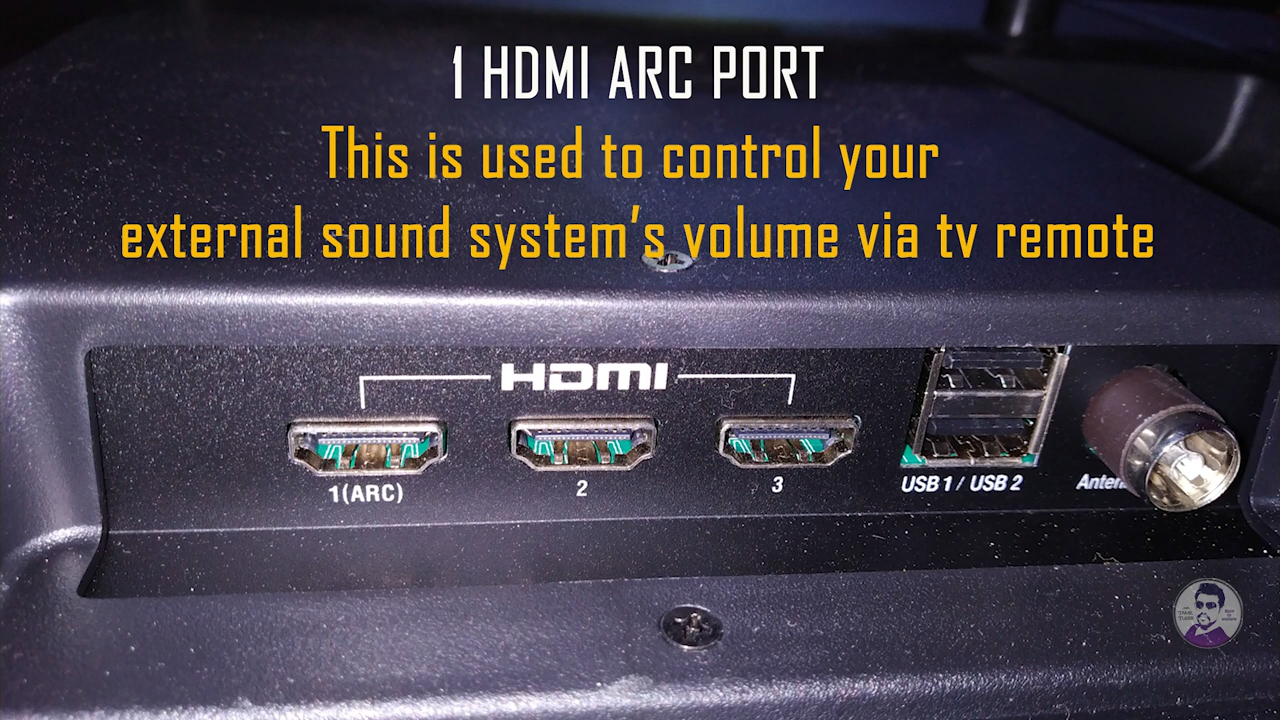 1 HDMI ARC PORT
This is used to control your
external sound system's volume via tv remote
HDMI
1(ARC)
2
3
USB 1 / USB 2